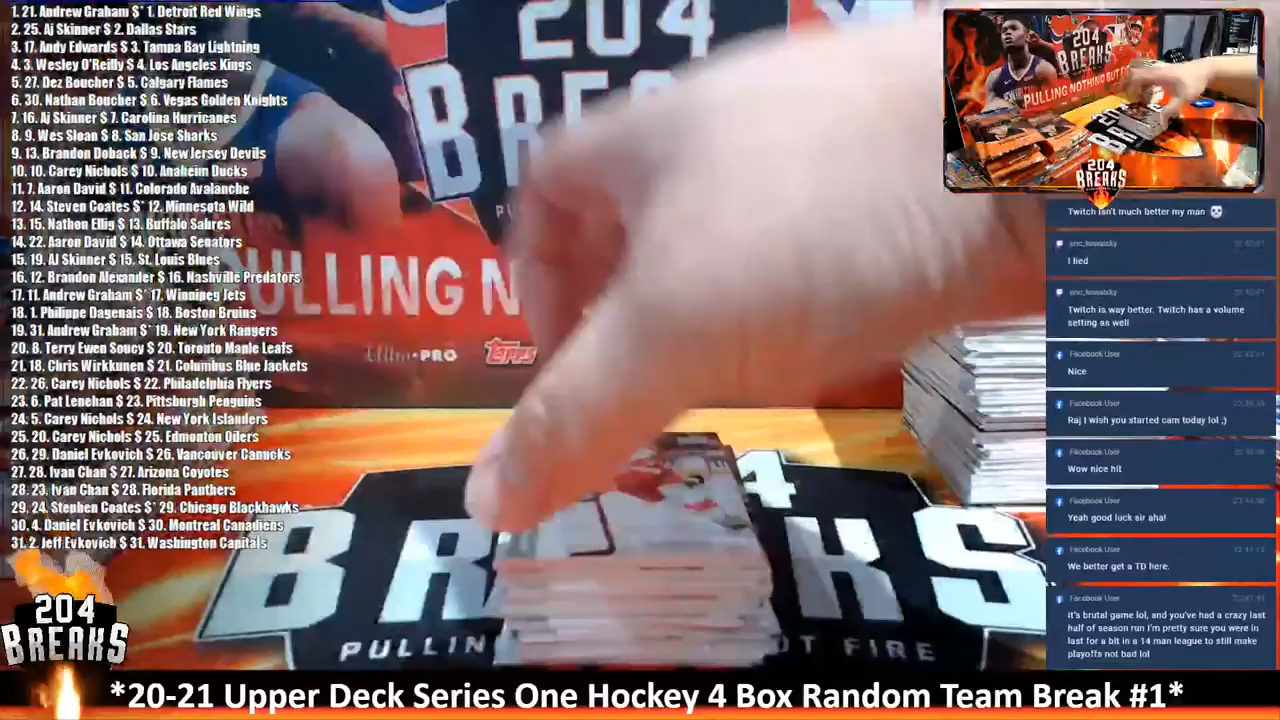 1. 21. Andrew Graham $* 1. Detroit Red Wings
2. 25. Aj Skinner $ 2. Dallas Stars
3. 17. Andy Edwards $ 3. Tampa Bay Lightning
4. 3. Wesley O'Reilly $ 4. Los Angeles Kings
5. 27. Dez Boucher $ 5. Calgary Flames
6. 30. Nathan Boucher $ 6. Vegas Golden Knights
7. 16. Aj Skinner $ 7. Carolina Hurricanes
8. 9. Wes Sloan $ 8. San Jose Sharks
9. 13. Brandon Doback $ 9. New Jersey Devils
10. 10. Carey Nichols $ 10. Anaheim Ducks
11. 7. Aaron David $ 11. Colorado Avalanche
12. 14. Steven Coates $* 12. Minnesota Wild
13. 15. Nathon Ellig $ 13. Buffalo Sabres
14. 22. Aaron David $ 14. Ottawa Senators
15. 19. AJ Skinner $ 15. St. Louis Blues
16. 12. Brandon Alexander $ 16. Nashville Predators
17. 11. Andrew Graham $* 17. Winnipeg Jets
18. 1. Philippe Dagenais $ 18. Boston Bruins
19. 31. Andrew Graham $* 19. New York Rangers
20. 8. Terry Ewen Soucy $ 20. Toronto Maple Leafs
21. 18. Chris Wirkkunen $ 21. Columbus Blue Jackets
22. 26. Carey Nichols $ 22. Philadelphia Flyers
23. 6. Pat Lenehan $ 23. Pittsburgh Penguins
24. 5. Carey Nichols $ 24. New York Islanders
25. 20. Carey Nichols $ 25. Edmonton Oilers
26. 29. Daniel Evkovich $ 26. Vancouver Canucks
27. 28. Ivan Chan $ 27. Arizona Coyotes
28. 23. Ivan Chan $ 28. Florida Panthers
29. 24. Stephen Coates $* 29. Chicago Blackhawks
30. 4. Daniel Evkovich $ 30. Montreal Canadiens
31. 2. Jeff Evkovich $ 31. Washington Capitals
204
BREAKS
204
PULLING N
PRO
Topps
4
BR KS
PULLIN OT FIRE
204
BREAKS
PULLING NOTHING BUT FI
204
BREAKS
Twitch isn't much better my man
eric_kowalsky
I lied
eric_kowalsky
Twitch is way better. Twitch has a volume
setting as well
Facebook User
Nice
Facebook User
Raj I wish you started cam today lol ;)
Facebook User
Wow nice hit
Facebook User
Yeah good luck sir aha!
Facebook User
We better get a TD here.
Facebook User
It's brutal game lol, and you've had a crazy last
half of season run i'm pretty sure you were in
last for a bit in a 14 man league to still make
playoffs not bad lol
*20-21 Upper Deck Series One Hockey 4 Box Random Team Break #1*